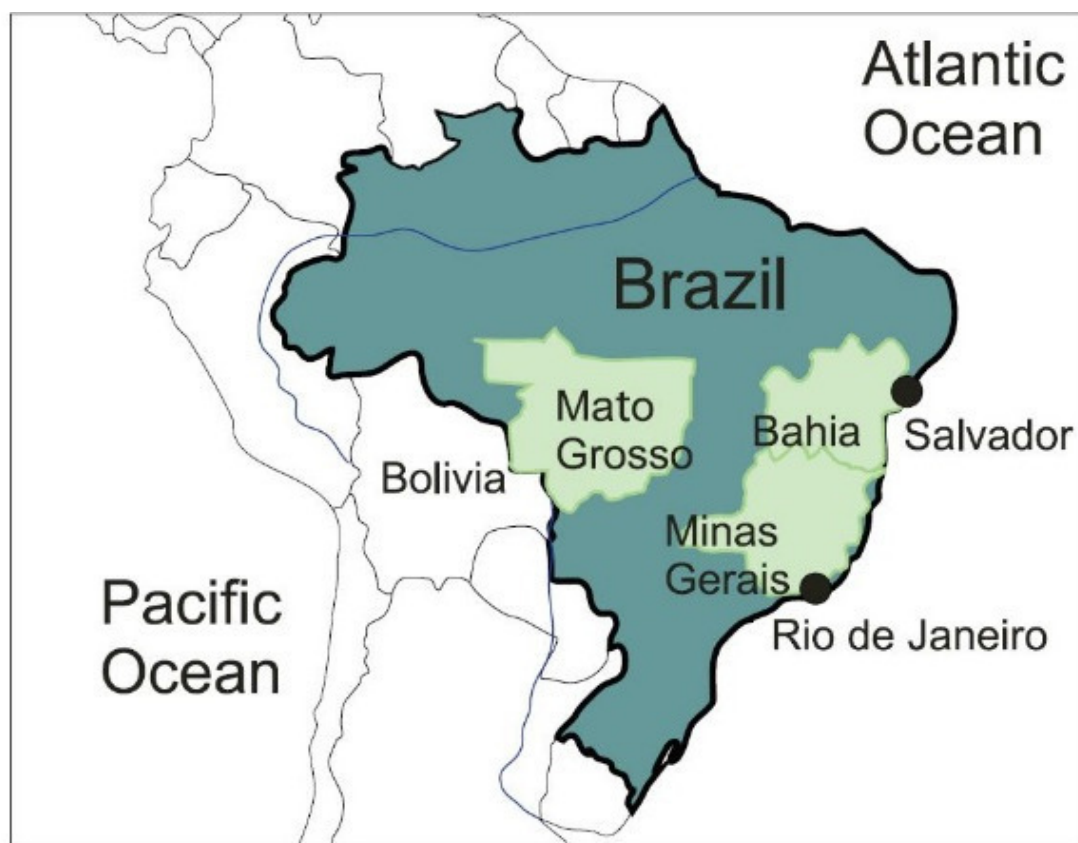 Atlantic
Ocean
Brazil
Mato
Grosso
Bahia
Salvador
Bolivia
Minas
Gerais
Pacific
Ocean
Rio de Janeiro